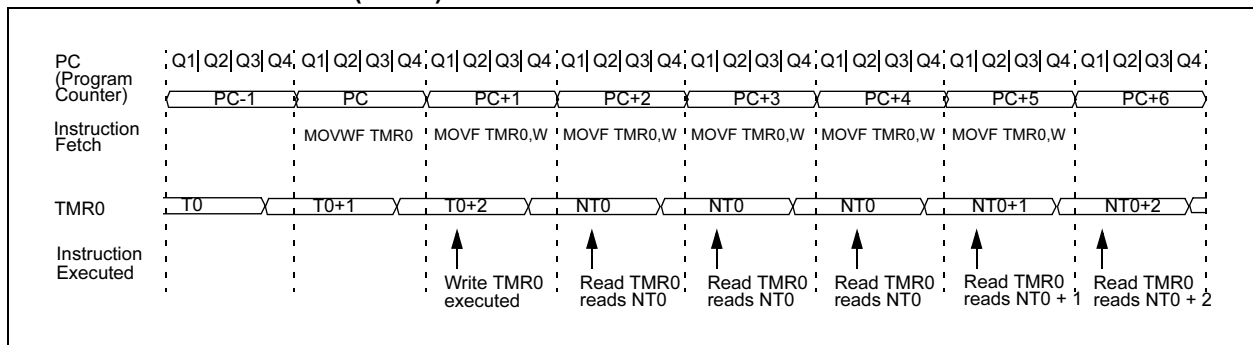 PC
(Program
Counter)
Q1 Q2 Q3 Q4 Q1 Q2 Q3 Q4 Q1 Q2 Q3 Q4 Q1 Q2 Q3 Q4 Q1 Q2 Q3 Q4 Q1 Q2 Q3 Q4 Q1 Q2 Q3 Q4 Q1 Q2 Q3 Q4
PC-1 PC PC+1 PC+2 PC+3 PC+4 PC+5 PC+6
Instruction
Fetch
MOVWF TMR0 MOVF TMR0,W MOVF TMR0,W MOVF TMR0,W MOVF TMR0,W MOVF TMR0,W
TMR0 T0 T0+1 T0+2 NT0 NT0 NT0 NT0+1 NT0+2
Instruction
Executed
Write TMR0
executed
Read TMR0
reads NT0
Read TMR0
reads NT0
Read TMR0
reads NT0
Read TMR0
reads NT0 + 1
Read TMR0
reads NT0 + 2